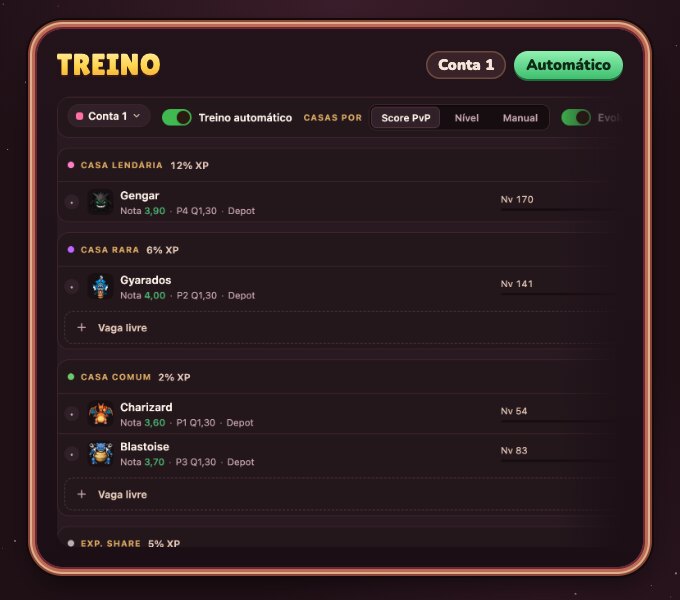 TREINO
Conta 1
Automático
Conta 1
Treino automático
CASAS POR
Score PvP
Nível
Manual
CASA LENDÁRIA 12% XP
Gengar
Nota 3,90 · P4 Q1,30 · Depot
Nv 170
CASA RARA 6% XP
Gyarados
Nota 4,00 · P2 Q1,30 · Depot
Nv 141
+ Vaga livre
CASA COMUM 2% XP
Charizard
Nota 3,60 · P1 Q1,30 · Depot
Nv 54
Blastoise
Nota 3,70 · P3 Q1,30 · Depot
Nv 83
+ Vaga livre
EXP. SHARE 5% XP